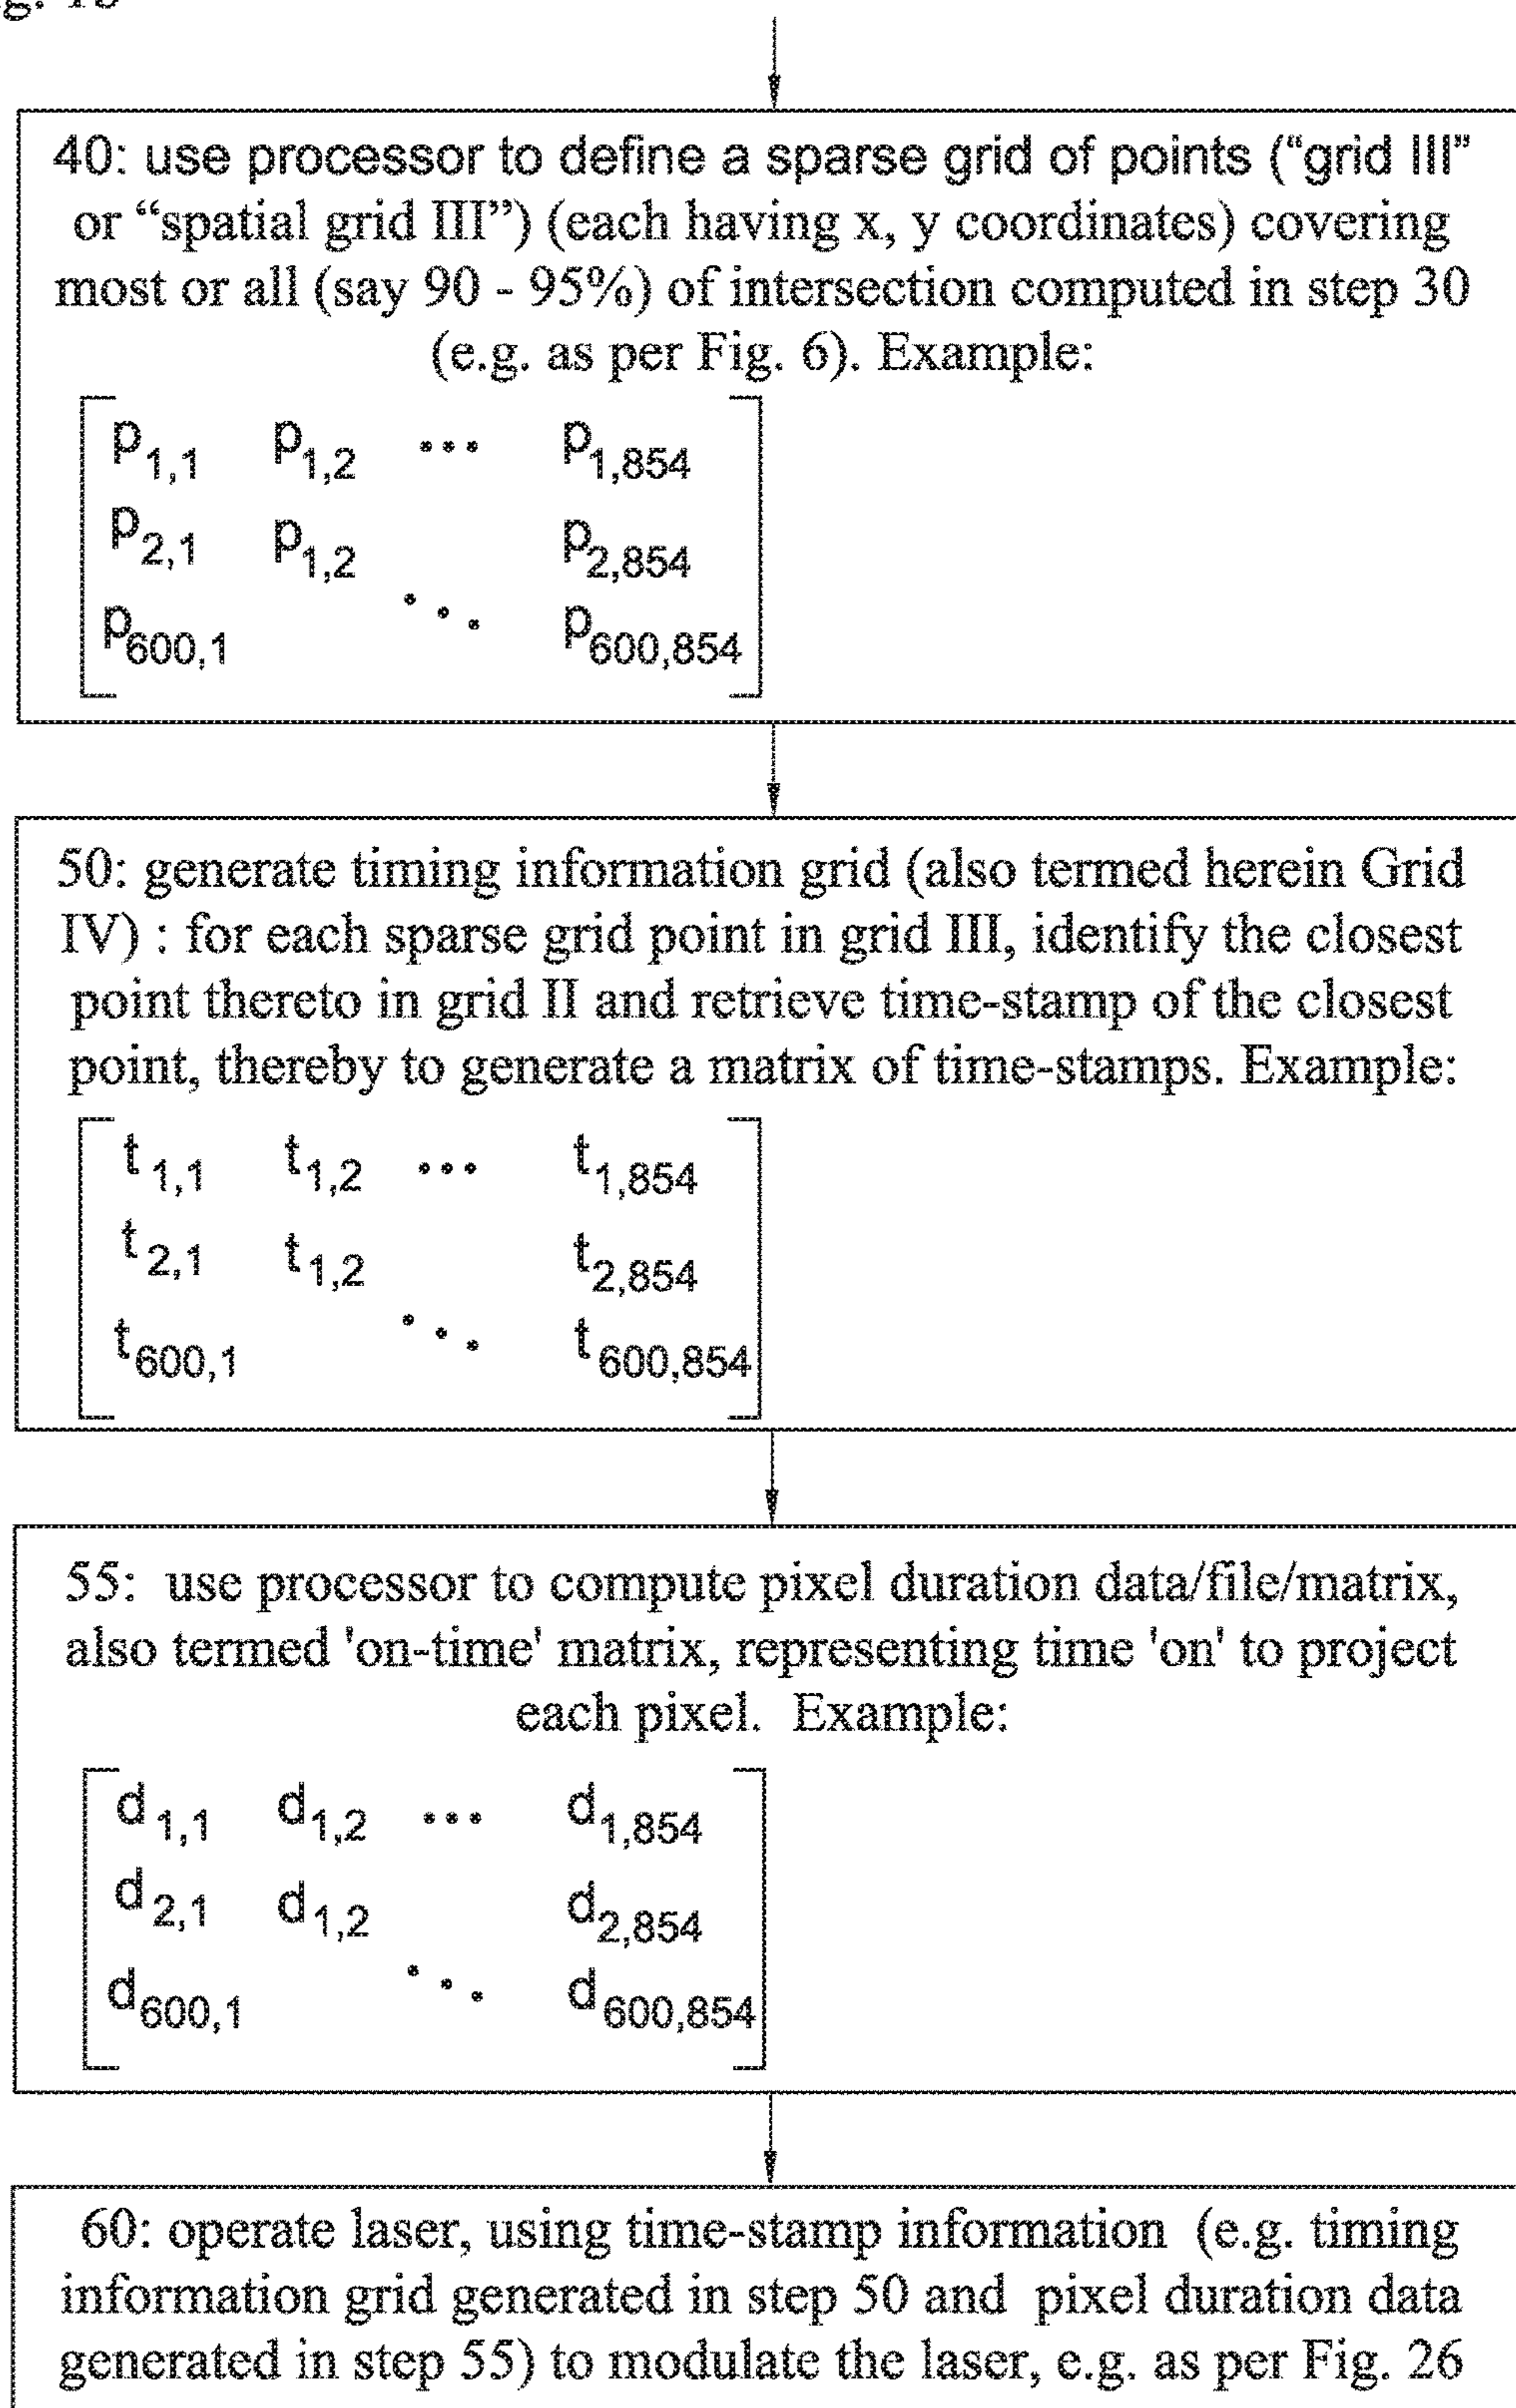 40: use processor to define a sparse grid of points (“grid III”
or “spatial grid III”) (each having x, y coordinates) covering
most or all (say 90 - 95%) of intersection computed in step 30
(e.g. as per Fig. 6). Example:
p1,1 p1,2 ... p1,854
p2,1 p1,2 p2,854
p600,1 ⋱ p600,854
50: generate timing information grid (also termed herein Grid
IV) : for each sparse grid point in grid III, identify the closest
point thereto in grid II and retrieve time-stamp of the closest
point, thereby to generate a matrix of time-stamps. Example:
t1,1 t1,2 ... t1,854
t2,1 t1,2 t2,854
t600,1 ⋱ t600,854
55: use processor to compute pixel duration data/file/matrix,
also termed 'on-time' matrix, representing time 'on' to project
each pixel. Example:
d1,1 d1,2 ... d1,854
d2,1 d1,2 d2,854
d600,1 ⋱ d600,854
60: operate laser, using time-stamp information (e.g. timing
information grid generated in step 50 and pixel duration data
generated in step 55) to modulate the laser, e.g. as per Fig. 26